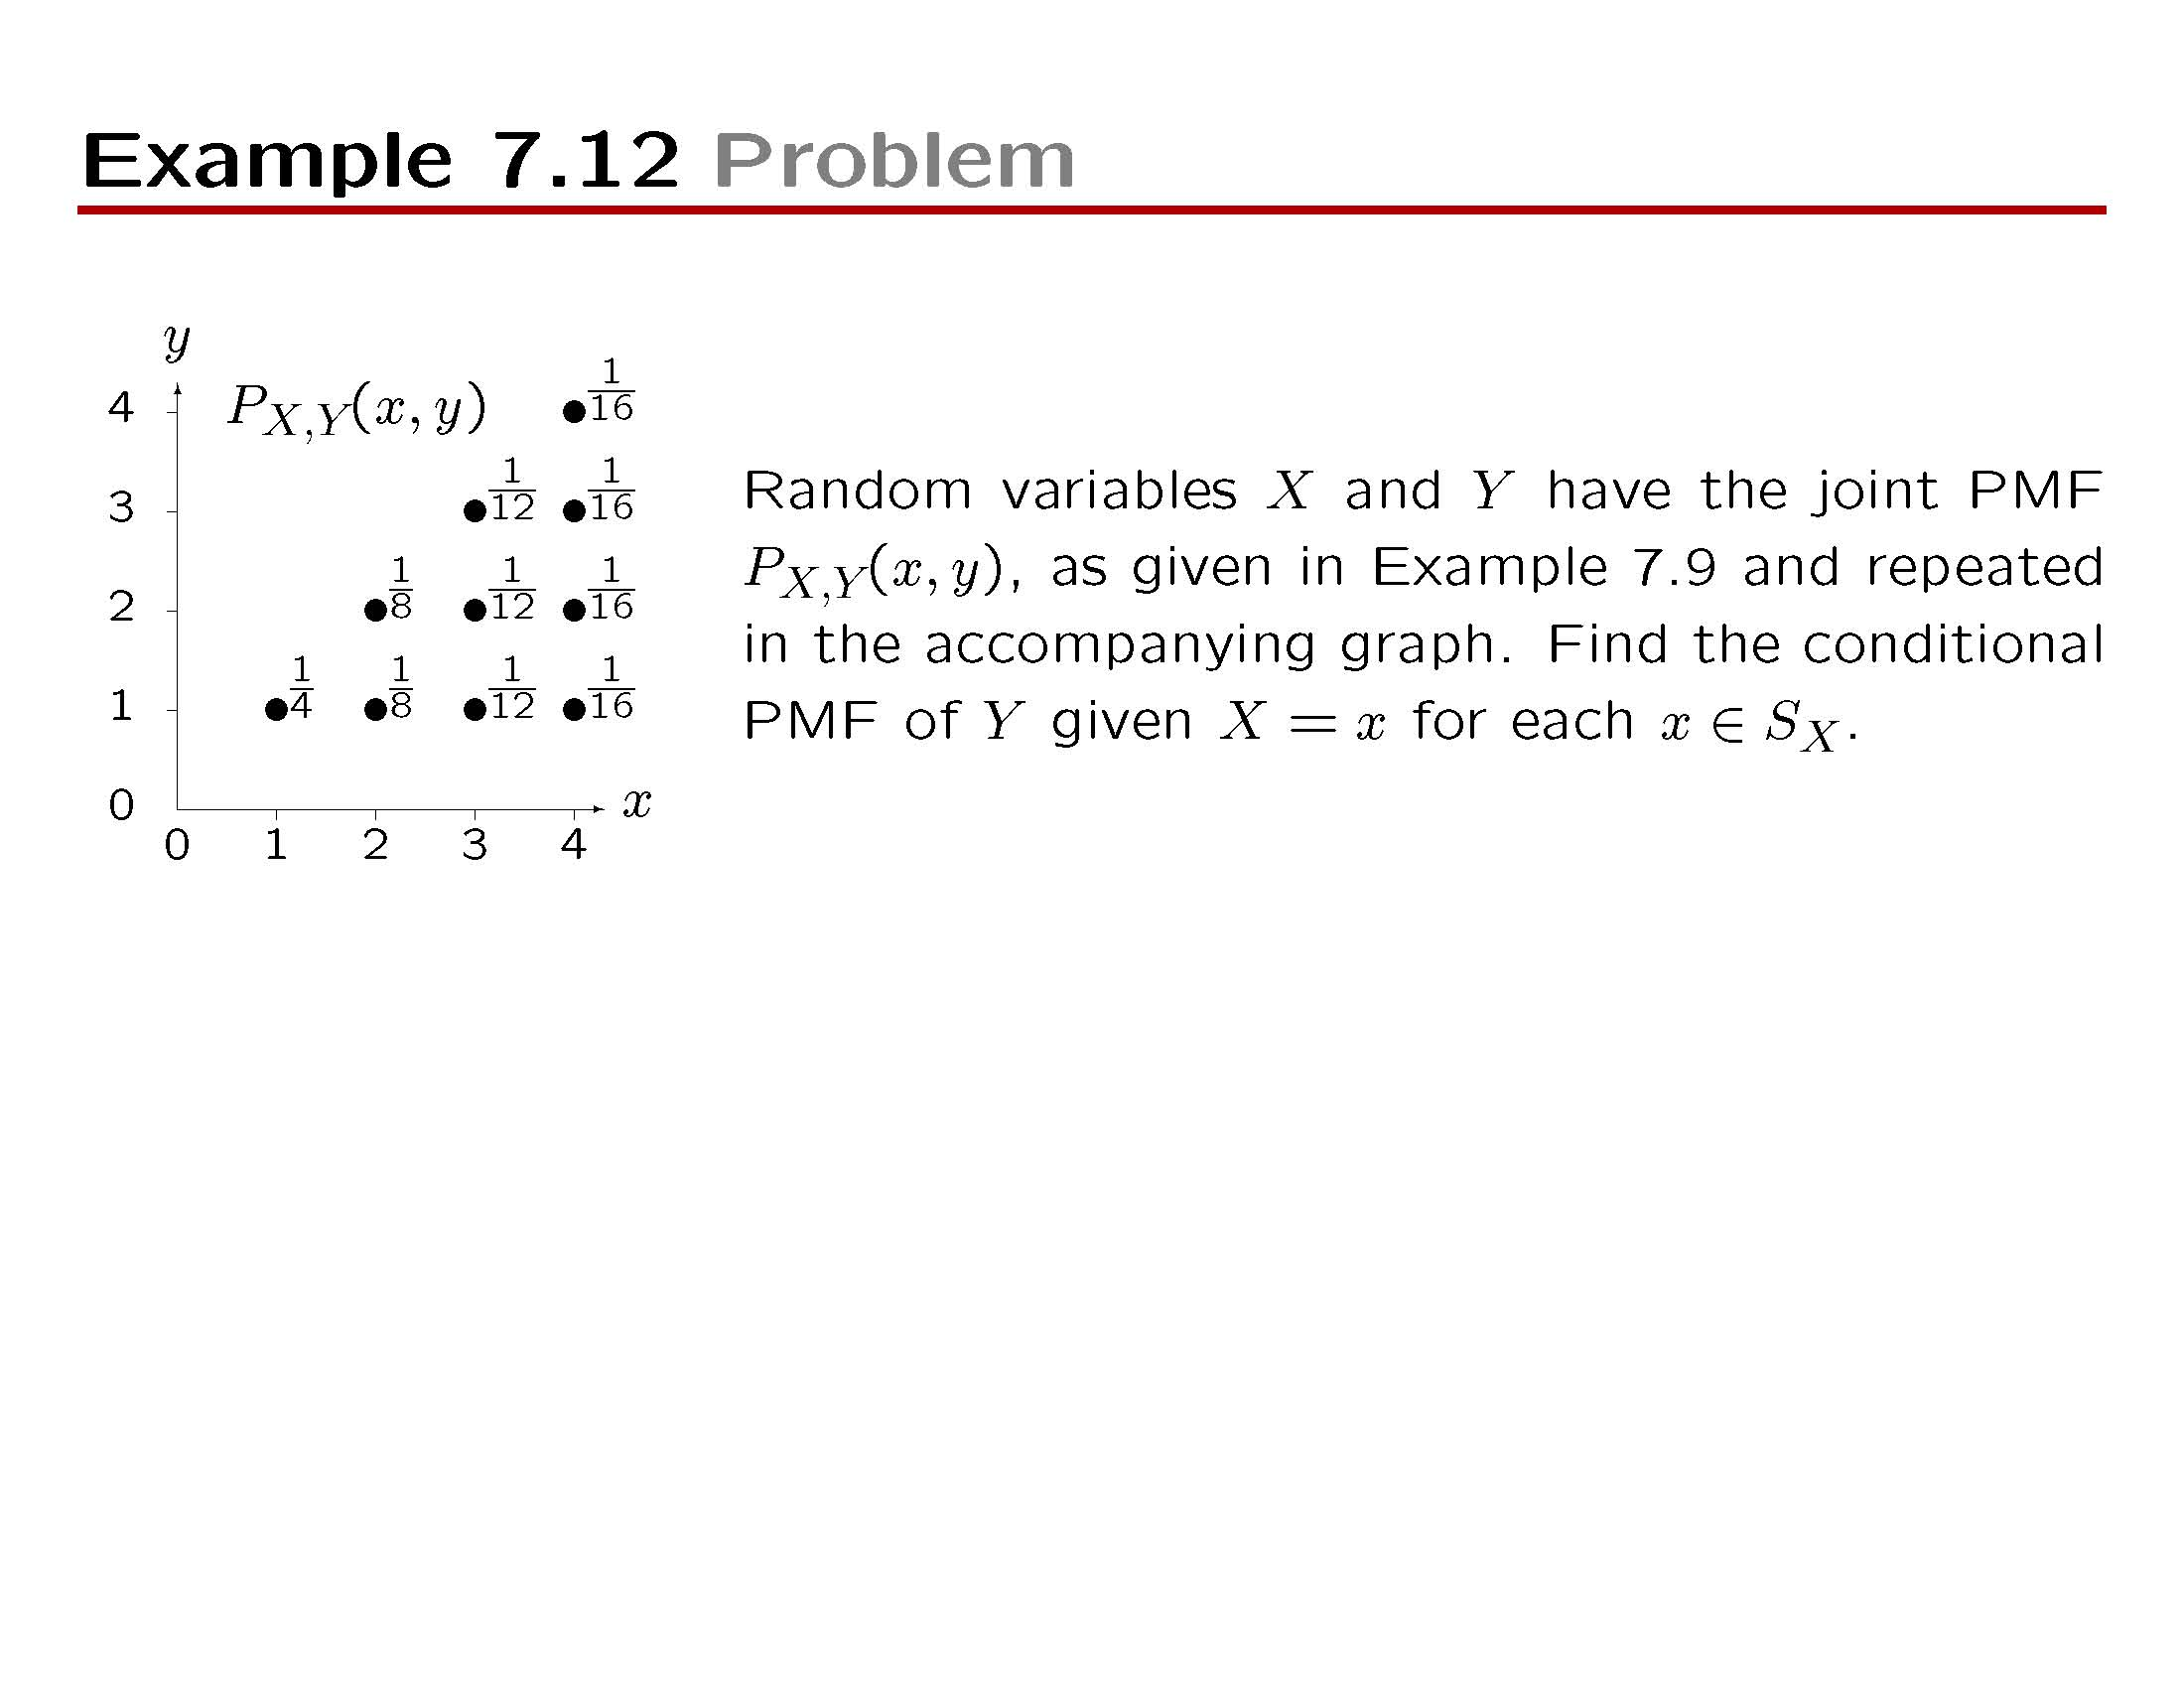 Example 7.12 Problem
y
4 P_{X,Y}(x, y) 1/16
3 1/12 1/16
2 1/8 1/12 1/16
1 1/4 1/8 1/12 1/16
0 x
0 1 2 3 4
Random variables X and Y have the joint PMF
P_{X,Y}(x, y), as given in Example 7.9 and repeated
in the accompanying graph. Find the conditional
PMF of Y given X = x for each x ∈ S_X.